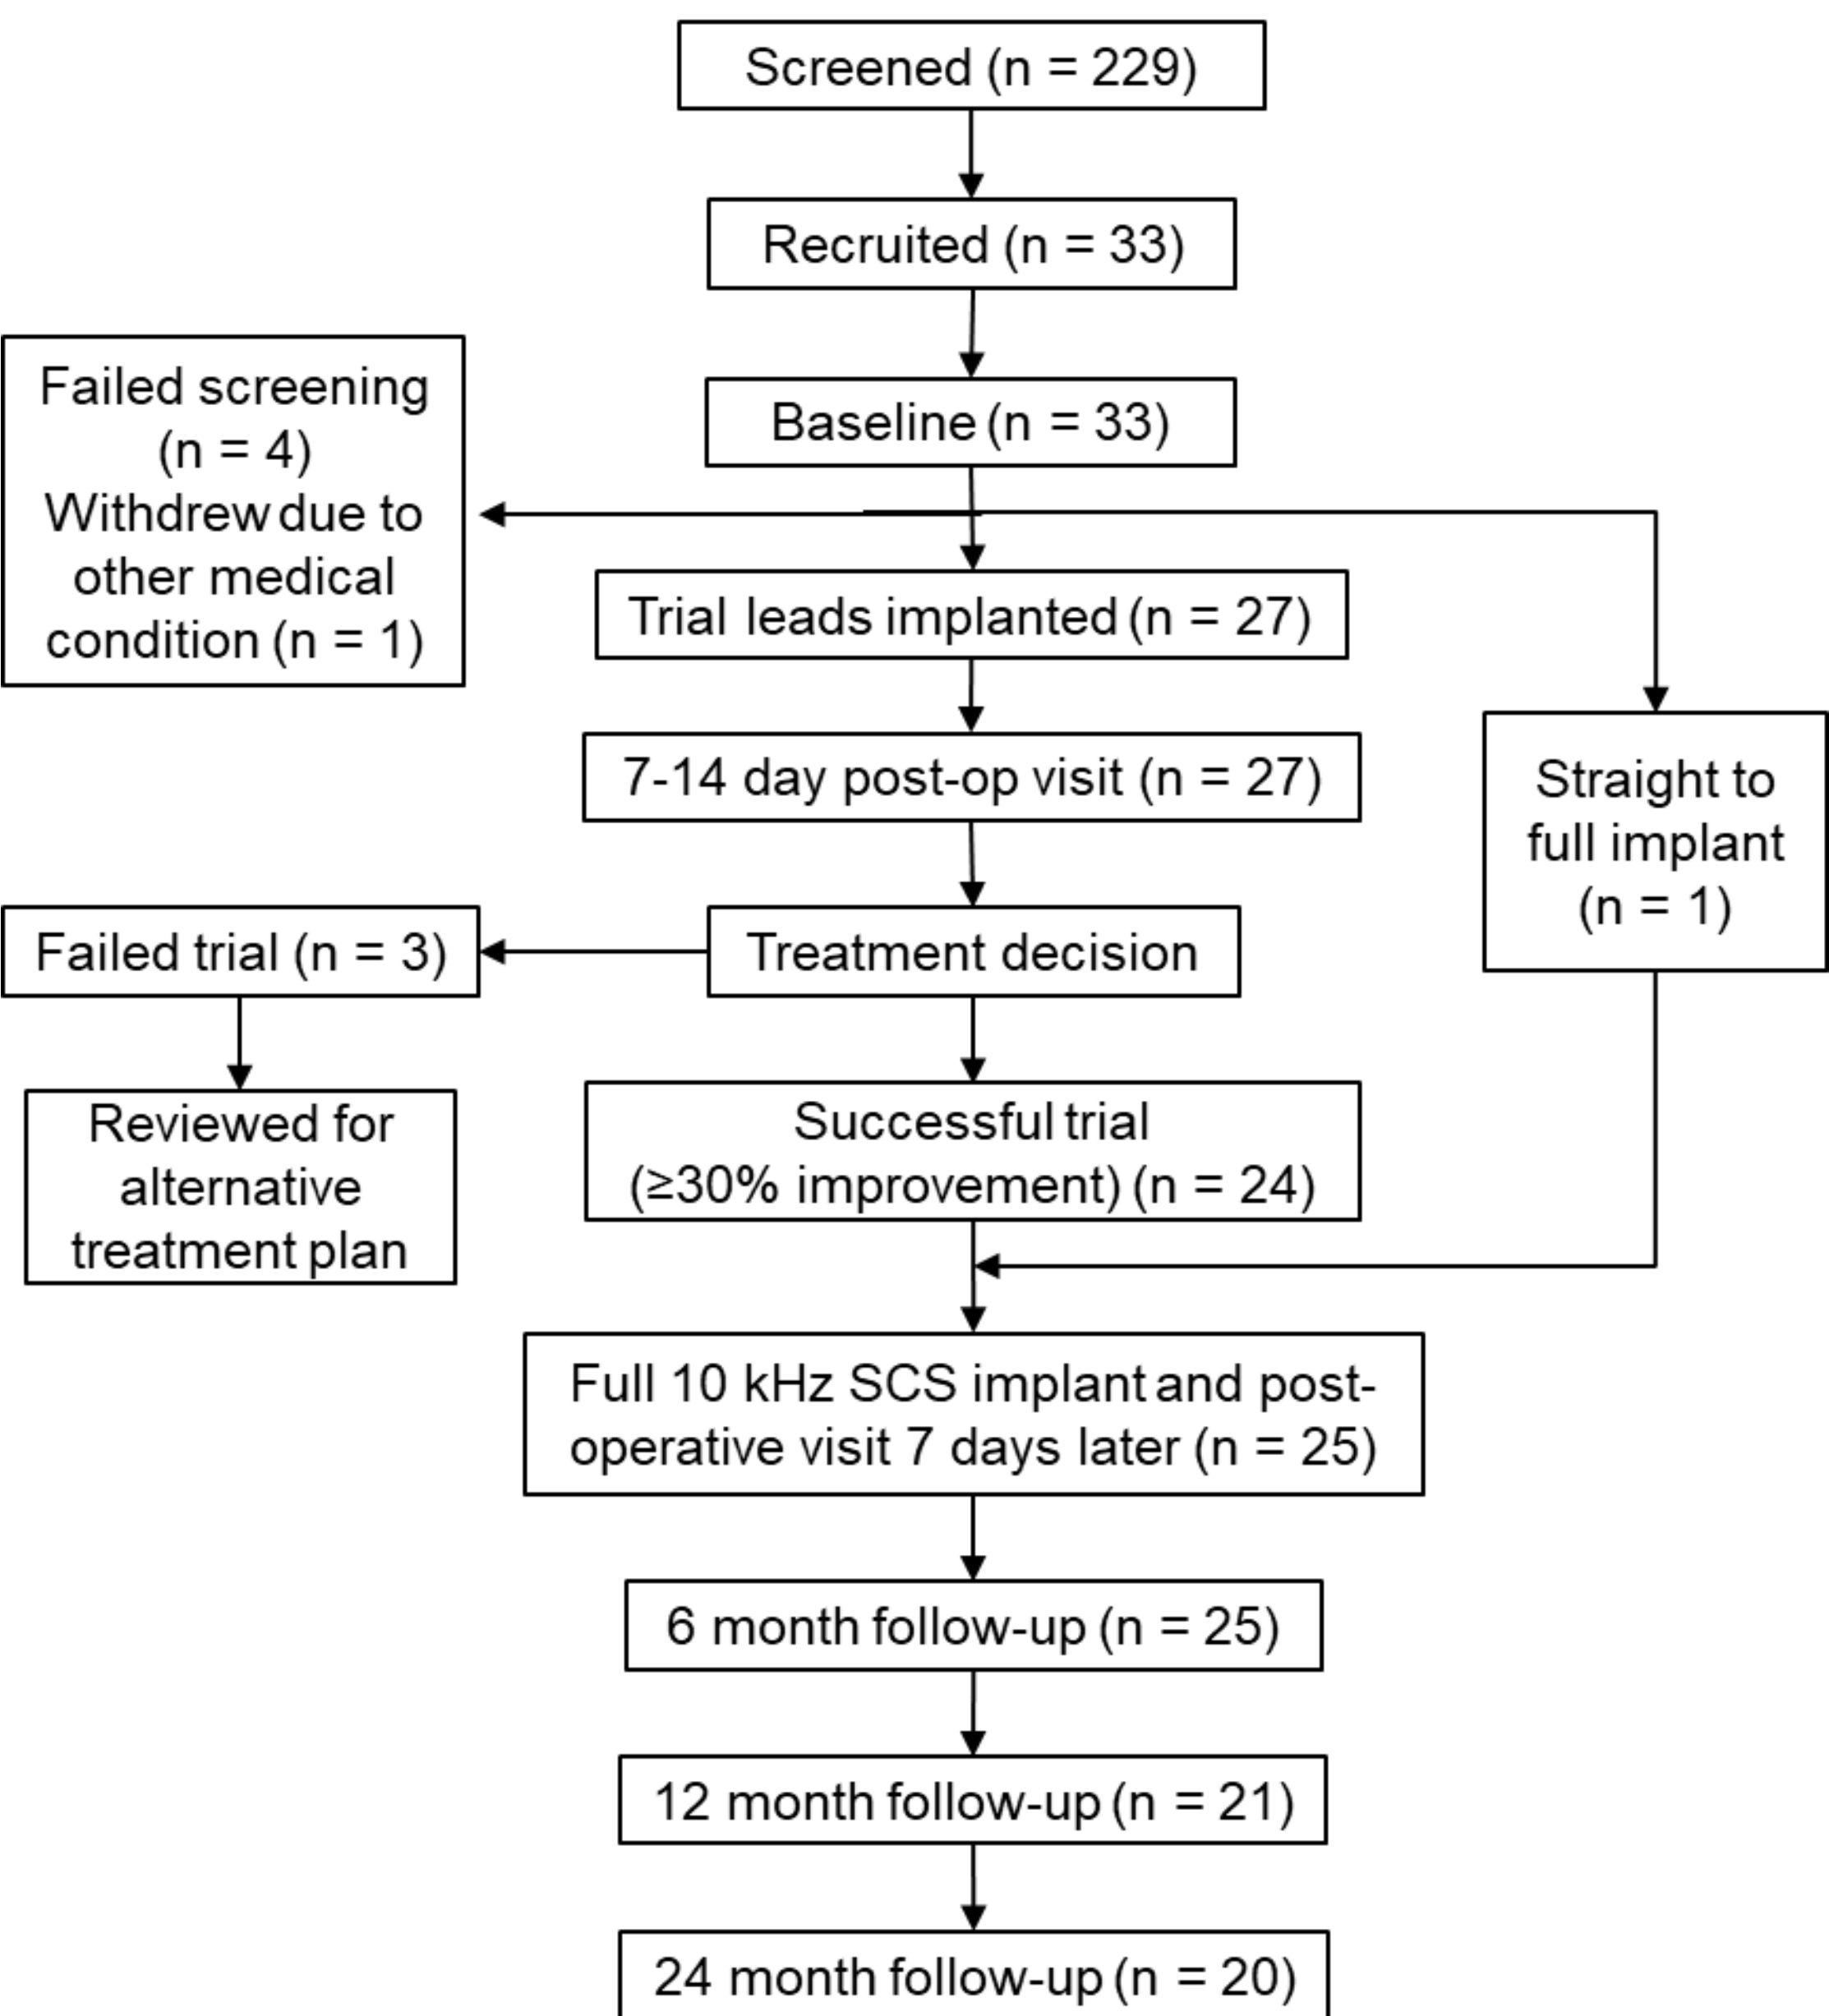 Screened (n = 229)
Recruited (n = 33)
Baseline (n = 33)
Failed screening
(n = 4)
Withdrew due to
other medical
condition (n = 1)
Trial leads implanted (n = 27)
7-14 day post-op visit (n = 27)
Straight to
full implant
(n = 1)
Treatment decision
Failed trial (n = 3)
Reviewed for
alternative
treatment plan
Successful trial
(≥30% improvement) (n = 24)
Full 10 kHz SCS implant and post-
operative visit 7 days later (n = 25)
6 month follow-up (n = 25)
12 month follow-up (n = 21)
24 month follow-up (n = 20)